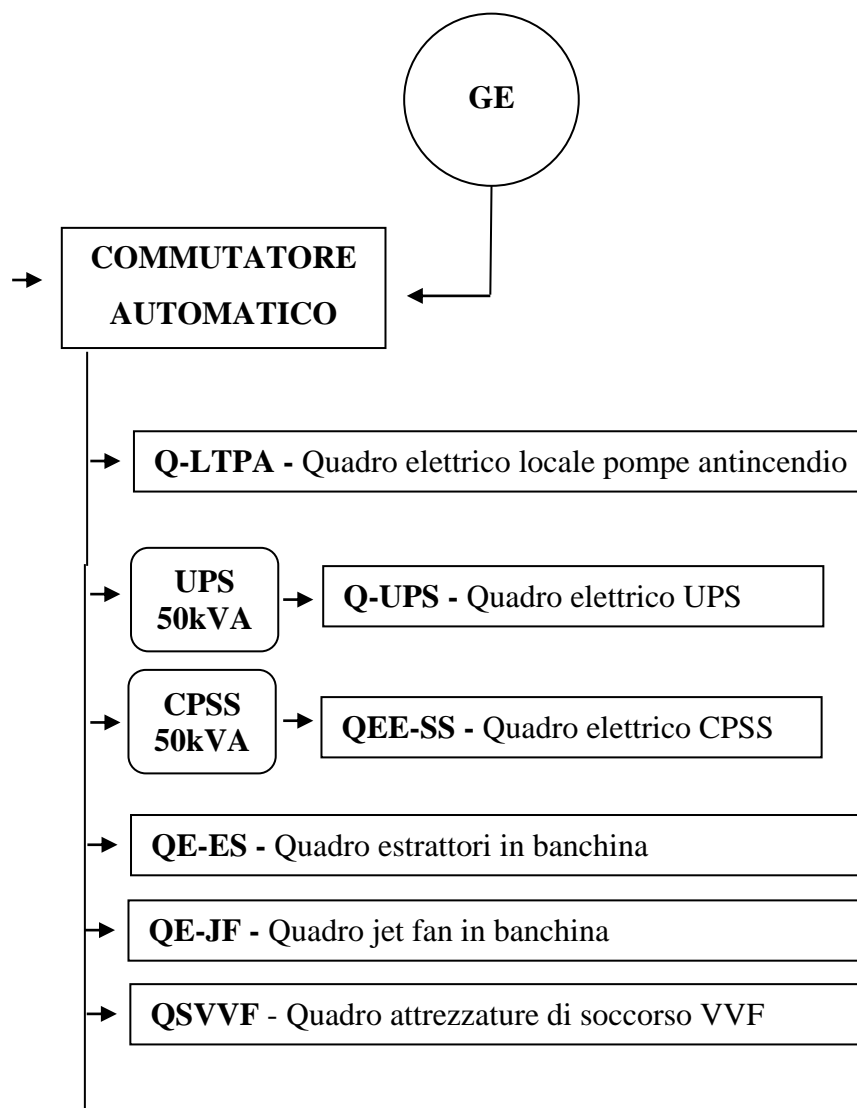 GE
COMMUTATORE
AUTOMATICO
Q-LTPA - Quadro elettrico locale pompe antincendio
UPS
50kVA
Q-UPS - Quadro elettrico UPS
CPSS
50kVA
QEE-SS - Quadro elettrico CPSS
QE-ES - Quadro estrattori in banchina
QE-JF - Quadro jet fan in banchina
QSVVF - Quadro attrezzature di soccorso VVF